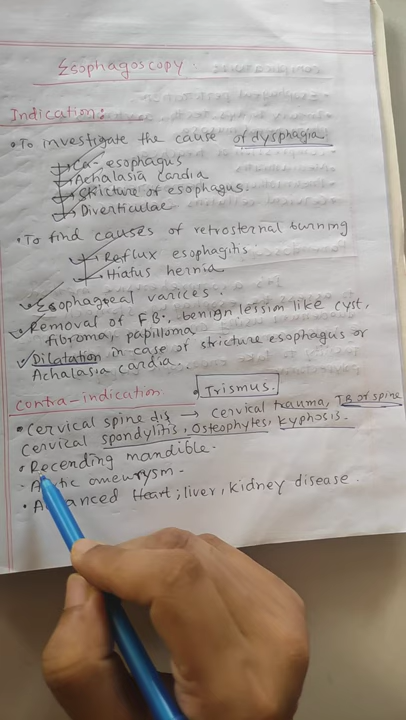 Esophagoscopy.
Indication:
• To investigate the cause of dysphagia.
Ca- esophagus
Achalasia cardia
Stricture of esophagus.
Diverticulae
• To find causes of retrosternal burning
Reflux esophagitis
Hiatus hernia
Esophageal varices.
Removal of FB., benign lession like cyst,
fibroma, papilloma
Dilatation in case of stricture esophagus or
Achalasia cardia.
contra-indication • Trismus.
• Cervical spine dis → cervical trauma, TB of spine
Cervical spondylitis, Osteophytes, kyphosis.
• Receding mandible.
- aneurysm.
• Advanced Heart; liver, kidney disease.